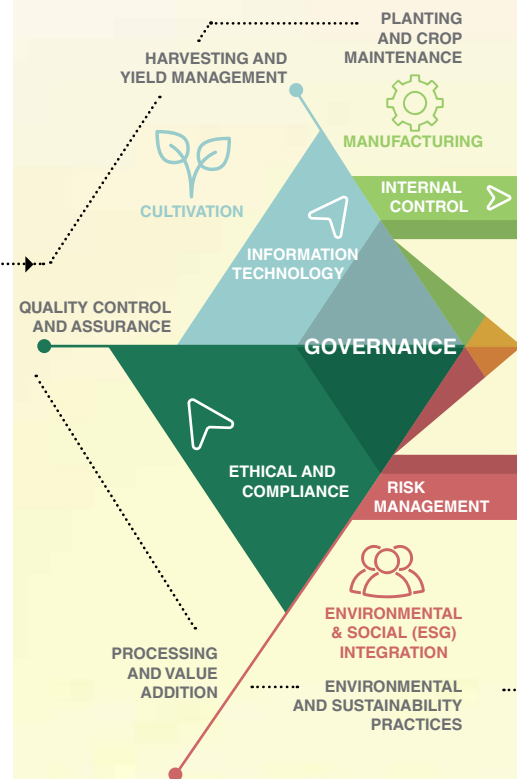 PLANTING
AND CROP
MAINTENANCE
HARVESTING AND
YIELD MANAGEMENT
MANUFACTURING
CULTIVATION
INTERNAL
CONTROL
INFORMATION
TECHNOLOGY
QUALITY CONTROL
AND ASSURANCE
GOVERNANCE
ETHICAL AND
COMPLIANCE
RISK
MANAGEMENT
ENVIRONMENTAL
& SOCIAL (ESG)
INTEGRATION
PROCESSING
AND VALUE
ADDITION
ENVIRONMENTAL
AND SUSTAINABILITY
PRACTICES